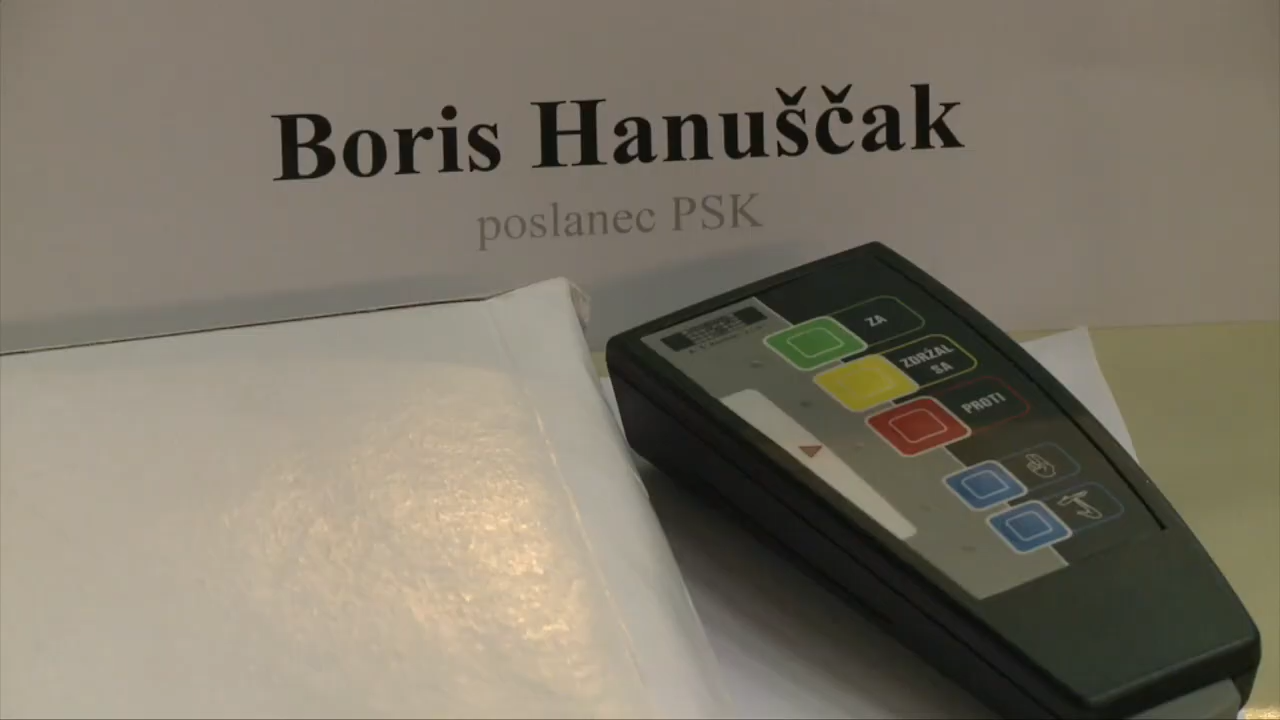 Boris Hanuščak
poslanec PSK
ZA
ZDRŽAL
SA
PROTI